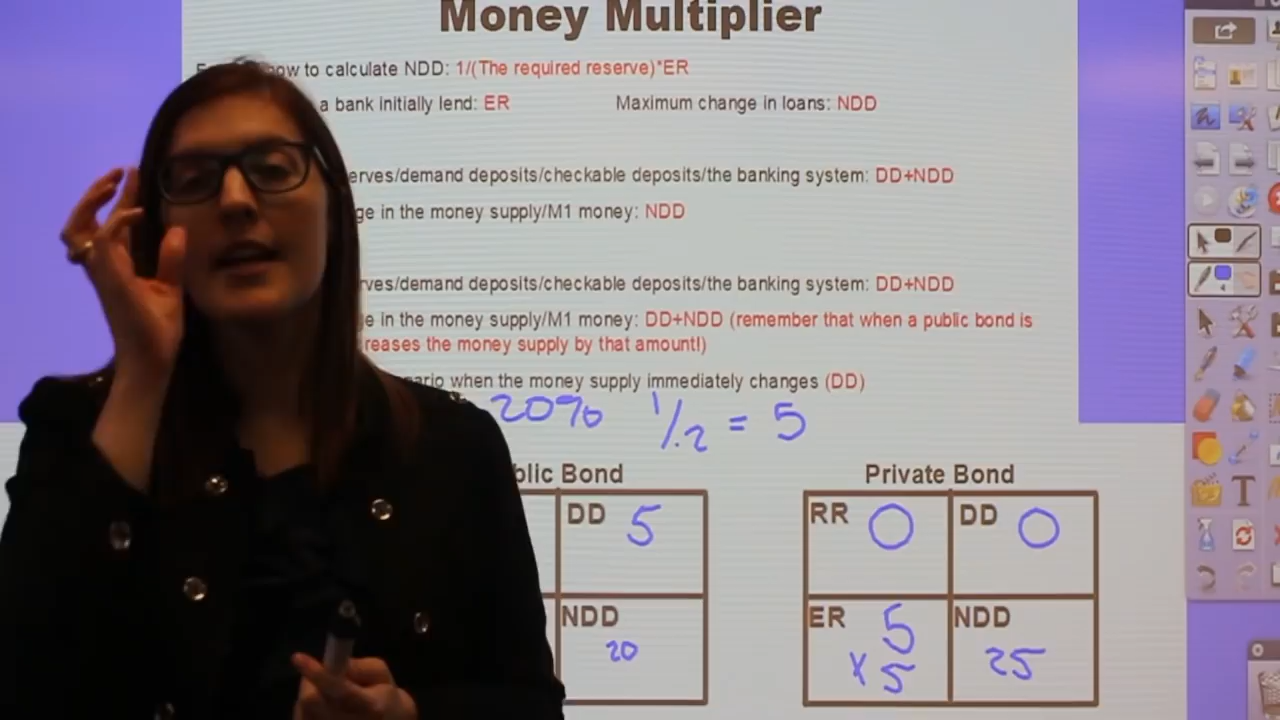 Money Multiplier
how to calculate NDD: 1/(The required reserve)*ER
a bank initially lend: ER Maximum change in loans: NDD
erves/demand deposits/checkable deposits/the banking system: DD+NDD
ge in the money supply/M1 money: NDD
rves/demand deposits/checkable deposits/the banking system: DD+NDD
e in the money supply/M1 money: DD+NDD (remember that when a public bond is
reases the money supply by that amount!)
ario when the money supply immediately changes (DD)
20% 1/.2 = 5
blic Bond Private Bond
DD 5 RR 0 DD 0
NDD ER 5 NDD
20 x 5 25